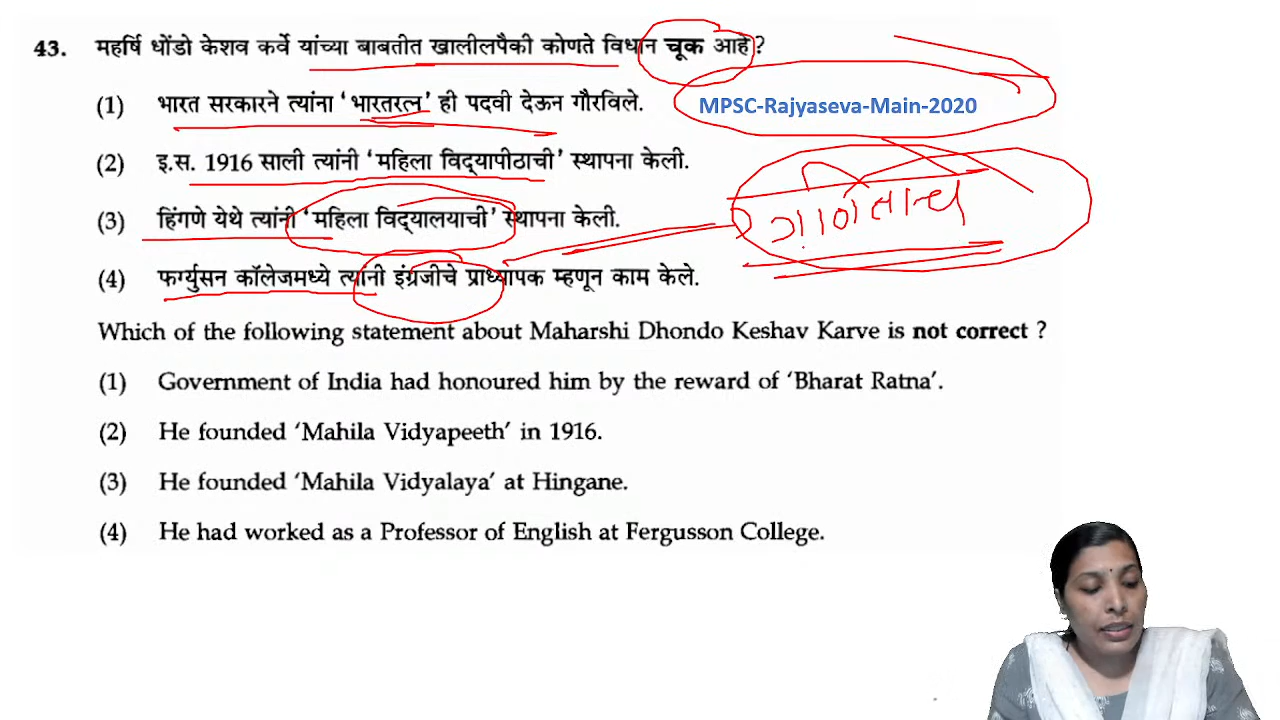 43. महर्षि धोंडो केशव कर्वे यांच्या बाबतीत खालीलपैकी कोणते विधान चूक आहे?
(1) भारत सरकारने त्यांना ‘भारतरत्न’ ही पदवी देऊन गौरविले.
MPSC-Rajyaseva-Main-2020
(2) इ.स. 1916 साली त्यांनी ‘महिला विद्यापीठाची’ स्थापना केली.
(3) हिंगणे येथे त्यांनी ‘महिला विद्यालयाची’ स्थापना केली.
(4) फर्ग्युसन कॉलेजमध्ये त्यांनी इंग्रजीचे प्राध्यापक म्हणून काम केले.
Which of the following statement about Maharshi Dhondo Keshav Karve is not correct ?
(1) Government of India had honoured him by the reward of ‘Bharat Ratna’.
(2) He founded ‘Mahila Vidyapeeth’ in 1916.
(3) He founded ‘Mahila Vidyalaya’ at Hingane.
(4) He had worked as a Professor of English at Fergusson College.